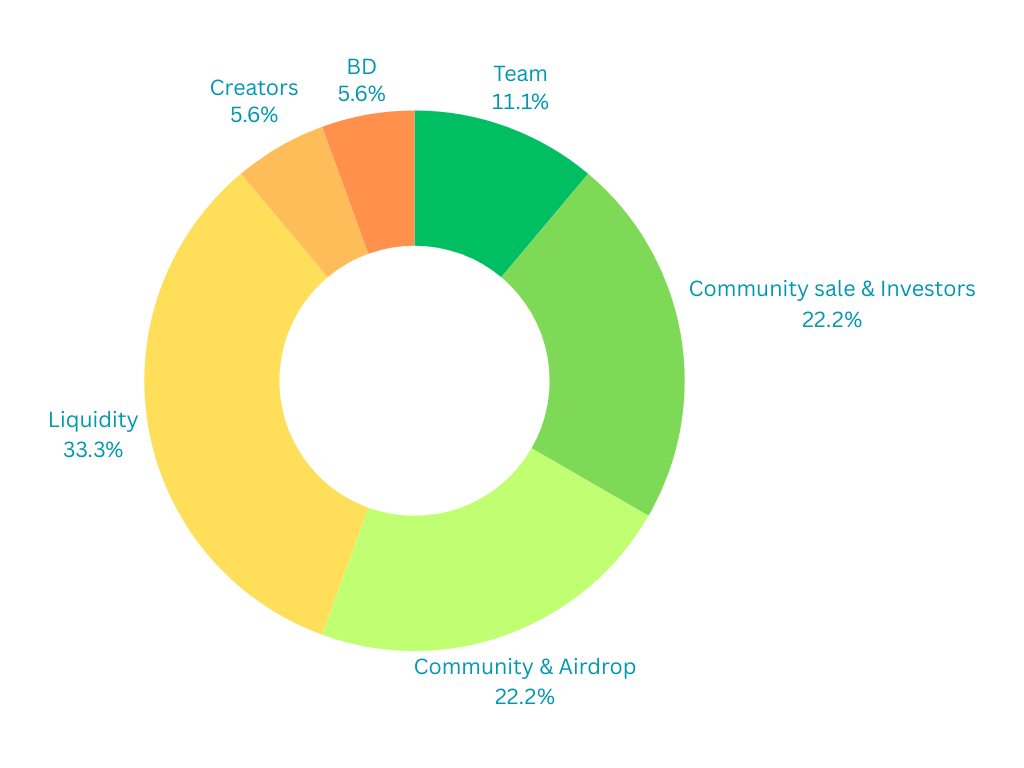 BD
5.6%
Team
11.1%
Creators
5.6%
Community sale & Investors
22.2%
Liquidity
33.3%
Community & Airdrop
22.2%